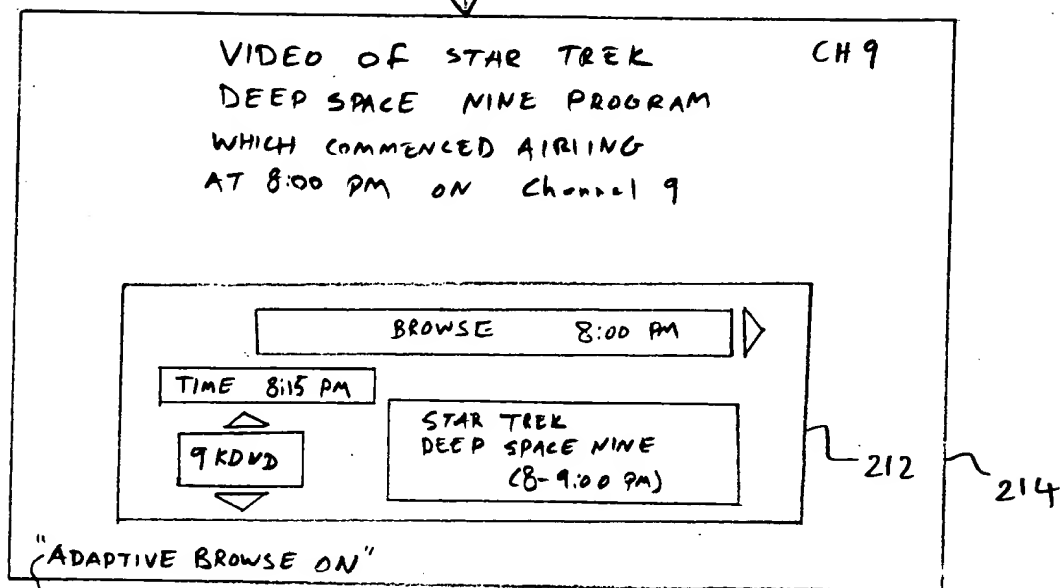 VIDEO OF STAR TREK
CH 9
DEEP SPACE NINE PROGRAM
WHICH COMMENCED AIRIING
AT 8:00 PM ON Channel 9
BROWSE 8:00 PM
TIME 8:15 PM
9 KDVD
STAR TREK
DEEP SPACE NINE
(8-9:00 PM)
212
214
"ADAPTIVE BROWSE ON"